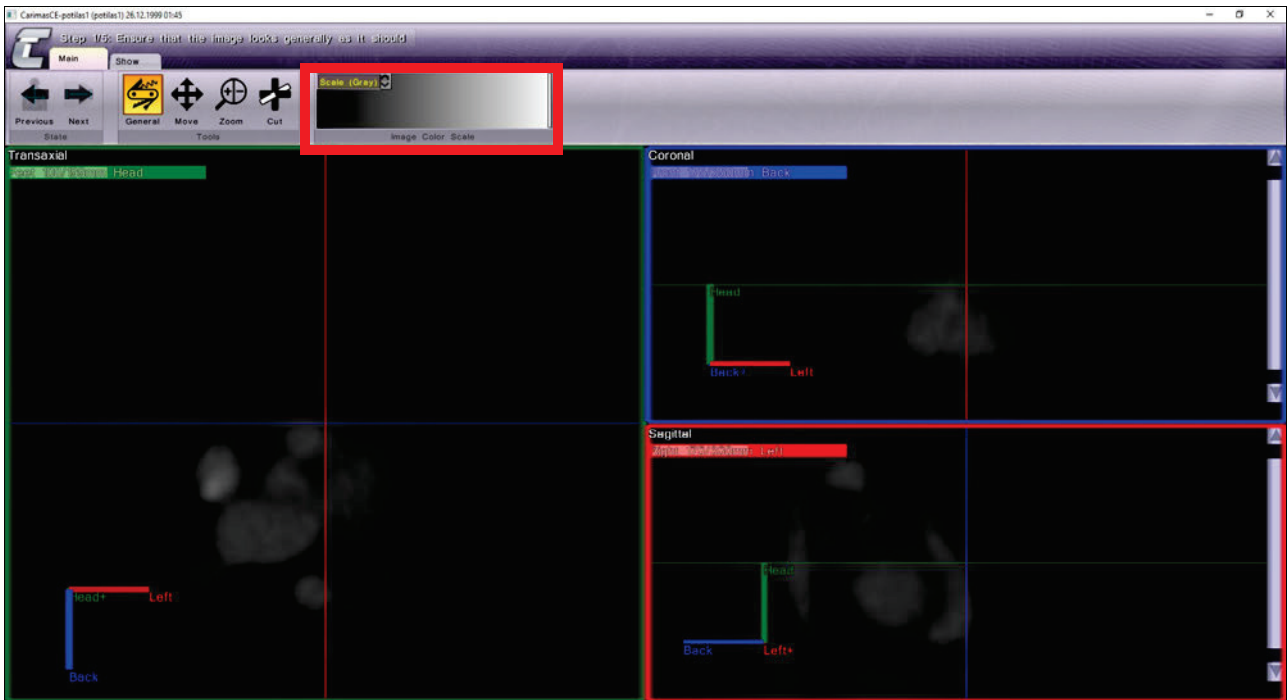 CarimasCE-potilas1 (potilas1) 26.12.1999 01:45
Step 1/5: Ensure that the image looks generally as it should
Main
Show
Scale (Gray)
Previous Next
General Move Zoom Cut
State
Tools
Image Color Scale
Transaxial
Head
Coronal
Back
Head
Back+ Left
Sagittal
Left
Head
Back Left+
Head+ Left
Back